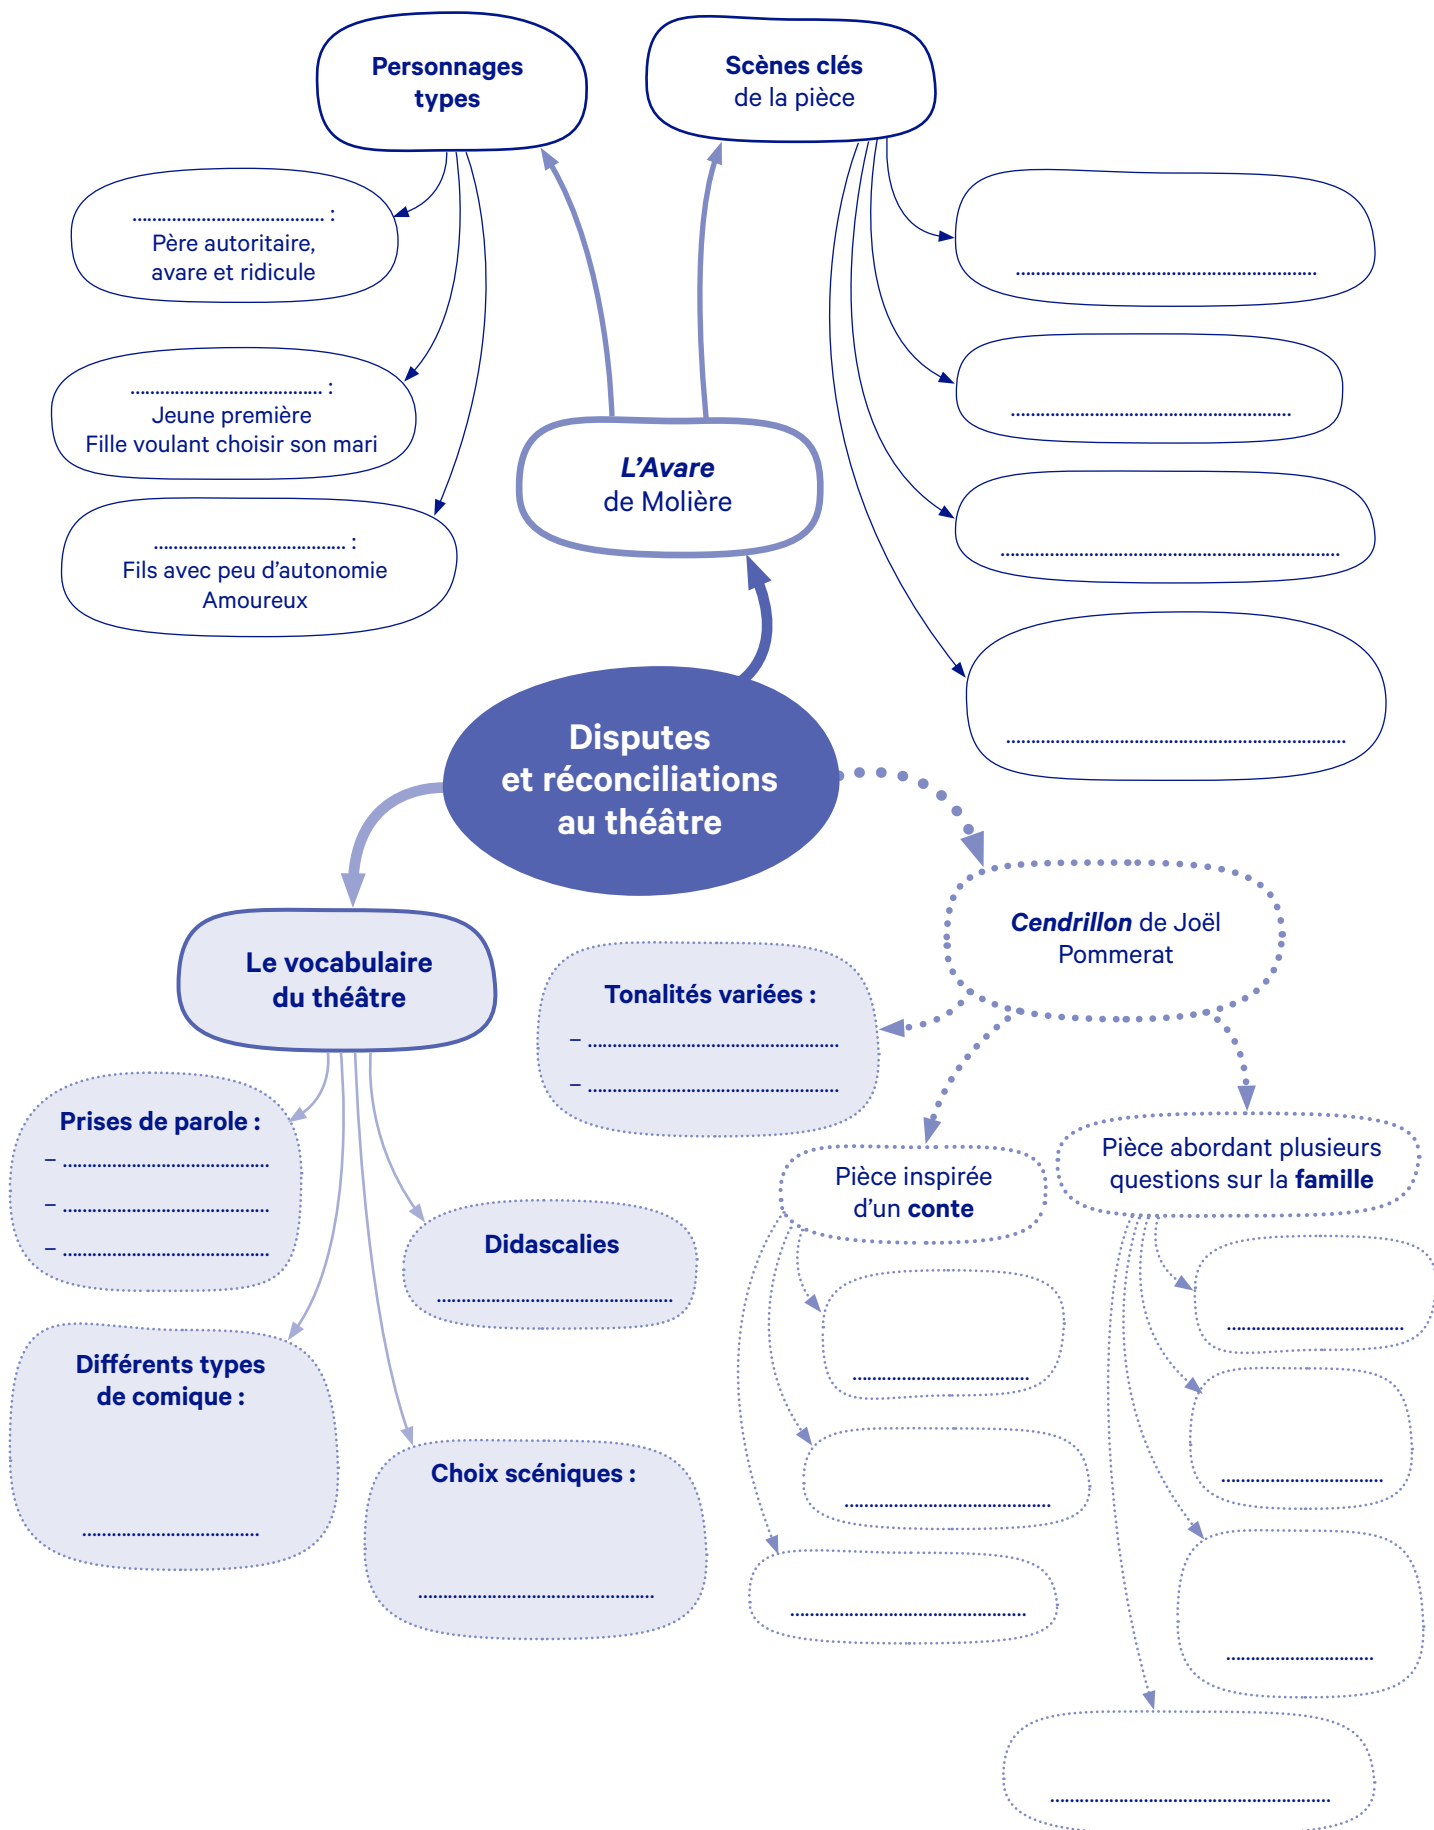 Personnages
types
Scènes clés
de la pièce
................................ :
Père autoritaire,
avare et ridicule
................................ :
Jeune première
Fille voulant choisir son mari
................................ :
Fils avec peu d'autonomie
Amoureux
................................
................................
................................
................................
L'Avare
de Molière
Disputes
et réconciliations
au théâtre
Le vocabulaire
du théâtre
Prises de parole :
– ................................
– ................................
– ................................
Différents types
de comique :
................................
Didascalies
................................
Choix scéniques :
................................
Tonalités variées :
– ................................
– ................................
Cendrillon de Joël
Pommerat
Pièce inspirée
d'un conte
................................
................................
................................
Pièce abordant plusieurs
questions sur la famille
................................
................................
................................
................................